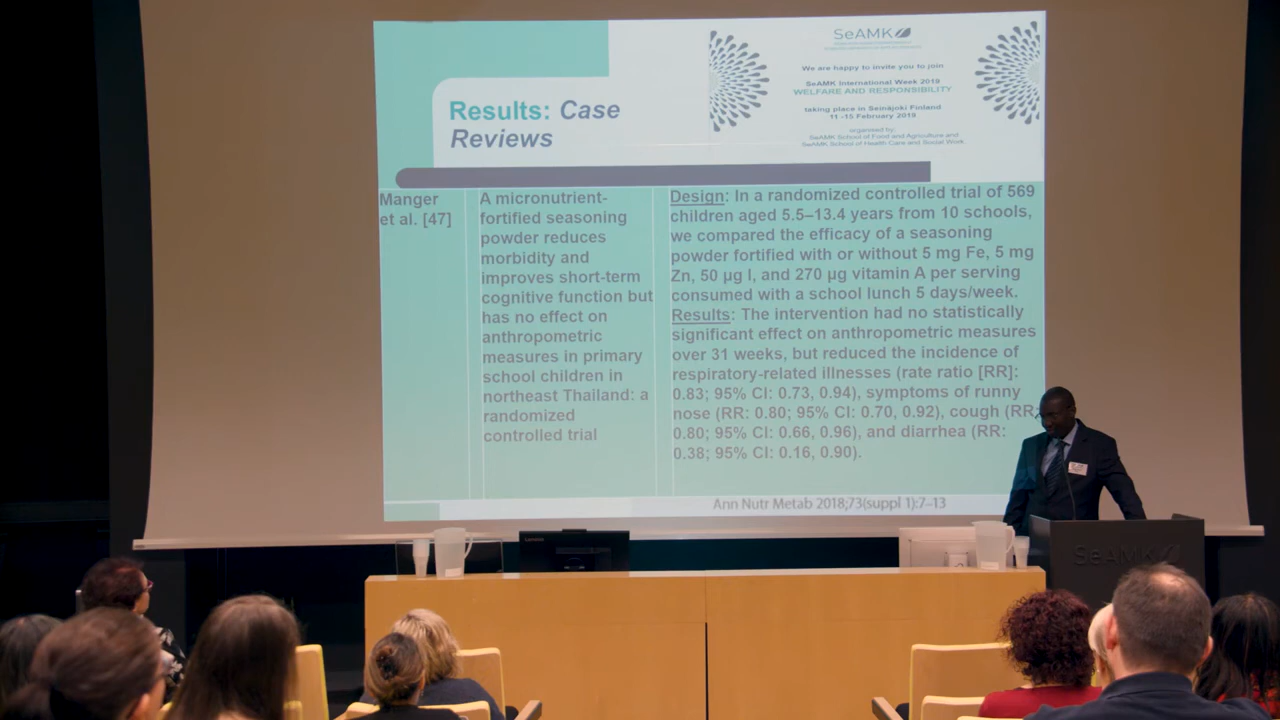 SeAMK
We are happy to invite you to join
SeAMK International Week 2019
WELFARE AND RESPONSIBILITY
taking place in Seinäjoki Finland
11 -15 February 2019
organised by:
SeAMK School of Food and Agriculture and
SeAMK School of Health Care and Social Work
Results: Case
Reviews
Manger
et al. [47]
A micronutrient-
fortified seasoning
powder reduces
morbidity and
improves short-term
cognitive function but
has no effect on
anthropometric
measures in primary
school children in
northeast Thailand: a
randomized
controlled trial
Design: In a randomized controlled trial of 569
children aged 5.5–13.4 years from 10 schools,
we compared the efficacy of a seasoning
powder fortified with or without 5 mg Fe, 5 mg
Zn, 50 µg I, and 270 µg vitamin A per serving
consumed with a school lunch 5 days/week.
Results: The intervention had no statistically
significant effect on anthropometric measures
over 31 weeks, but reduced the incidence of
respiratory-related illnesses (rate ratio [RR]:
0.83; 95% CI: 0.73, 0.94), symptoms of runny
nose (RR: 0.80; 95% CI: 0.70, 0.92), cough (RR:
0.80; 95% CI: 0.66, 0.96), and diarrhea (RR:
0.38; 95% CI: 0.16, 0.90).
Ann Nutr Metab 2018;73(suppl 1):7–13
Lenovo
SeAMK